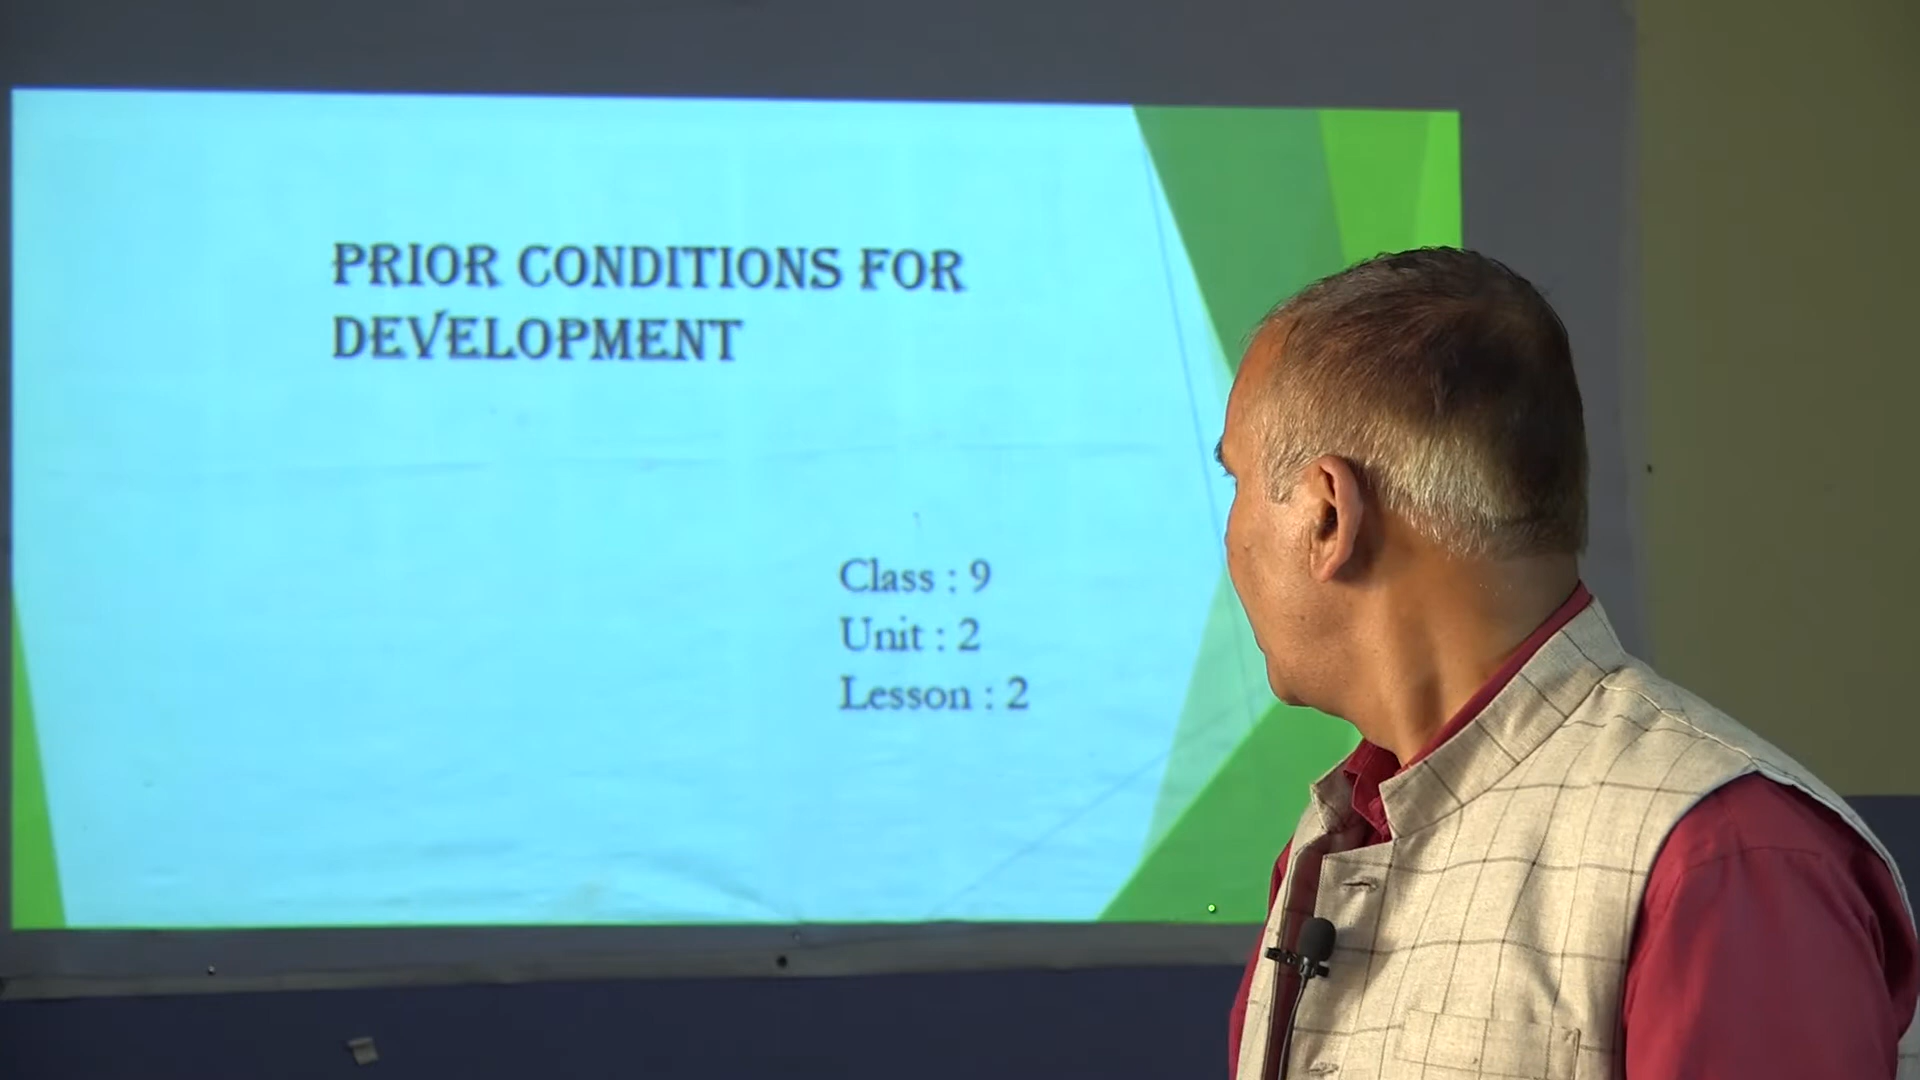 PRIOR CONDITIONS FOR
DEVELOPMENT
Class : 9
Unit : 2
Lesson : 2